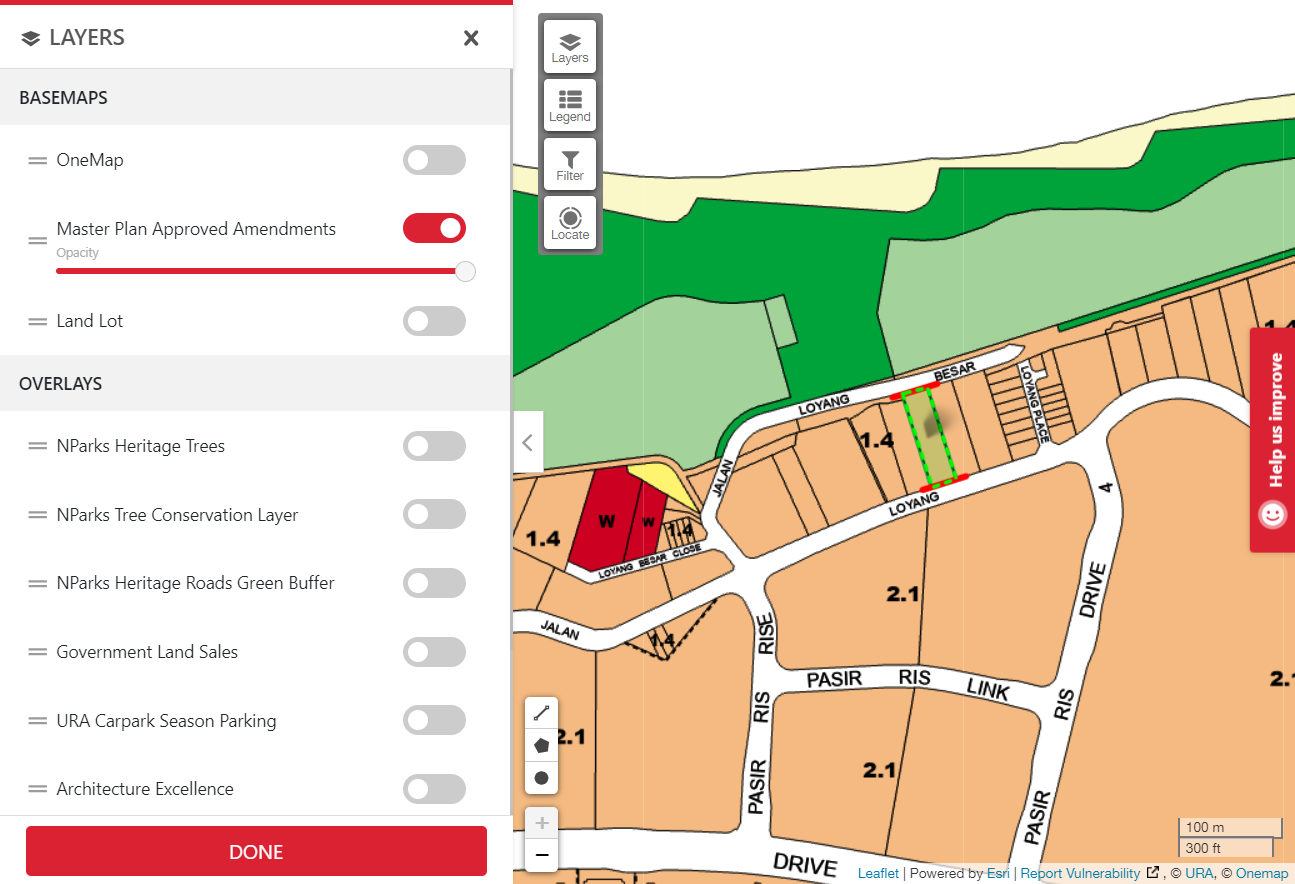 LAYERS
BASEMAPS
OneMap
Master Plan Approved Amendments
Opacity
Land Lot
OVERLAYS
NParks Heritage Trees
NParks Tree Conservation Layer
NParks Heritage Roads Green Buffer
Government Land Sales
URA Carpark Season Parking
Architecture Excellence
DONE
Layers
Legend
Filter
Locate
1.4
BESAR
LOYANG
LOYANG PLACE
1.4
JALAN
LOYANG
4
W
W
1.4
1.4
LOYANG BESAR CLOSE
JALAN
1.4
2.1
DRIVE
RISE
RIS
PASIR
PASIR RIS LINK
2.1
RIS
PASIR
2.1
2.1
DRIVE
Help us improve
+
−
100 m
300 ft
Leaflet | Powered by Esri | Report Vulnerability , © URA, © Onemap